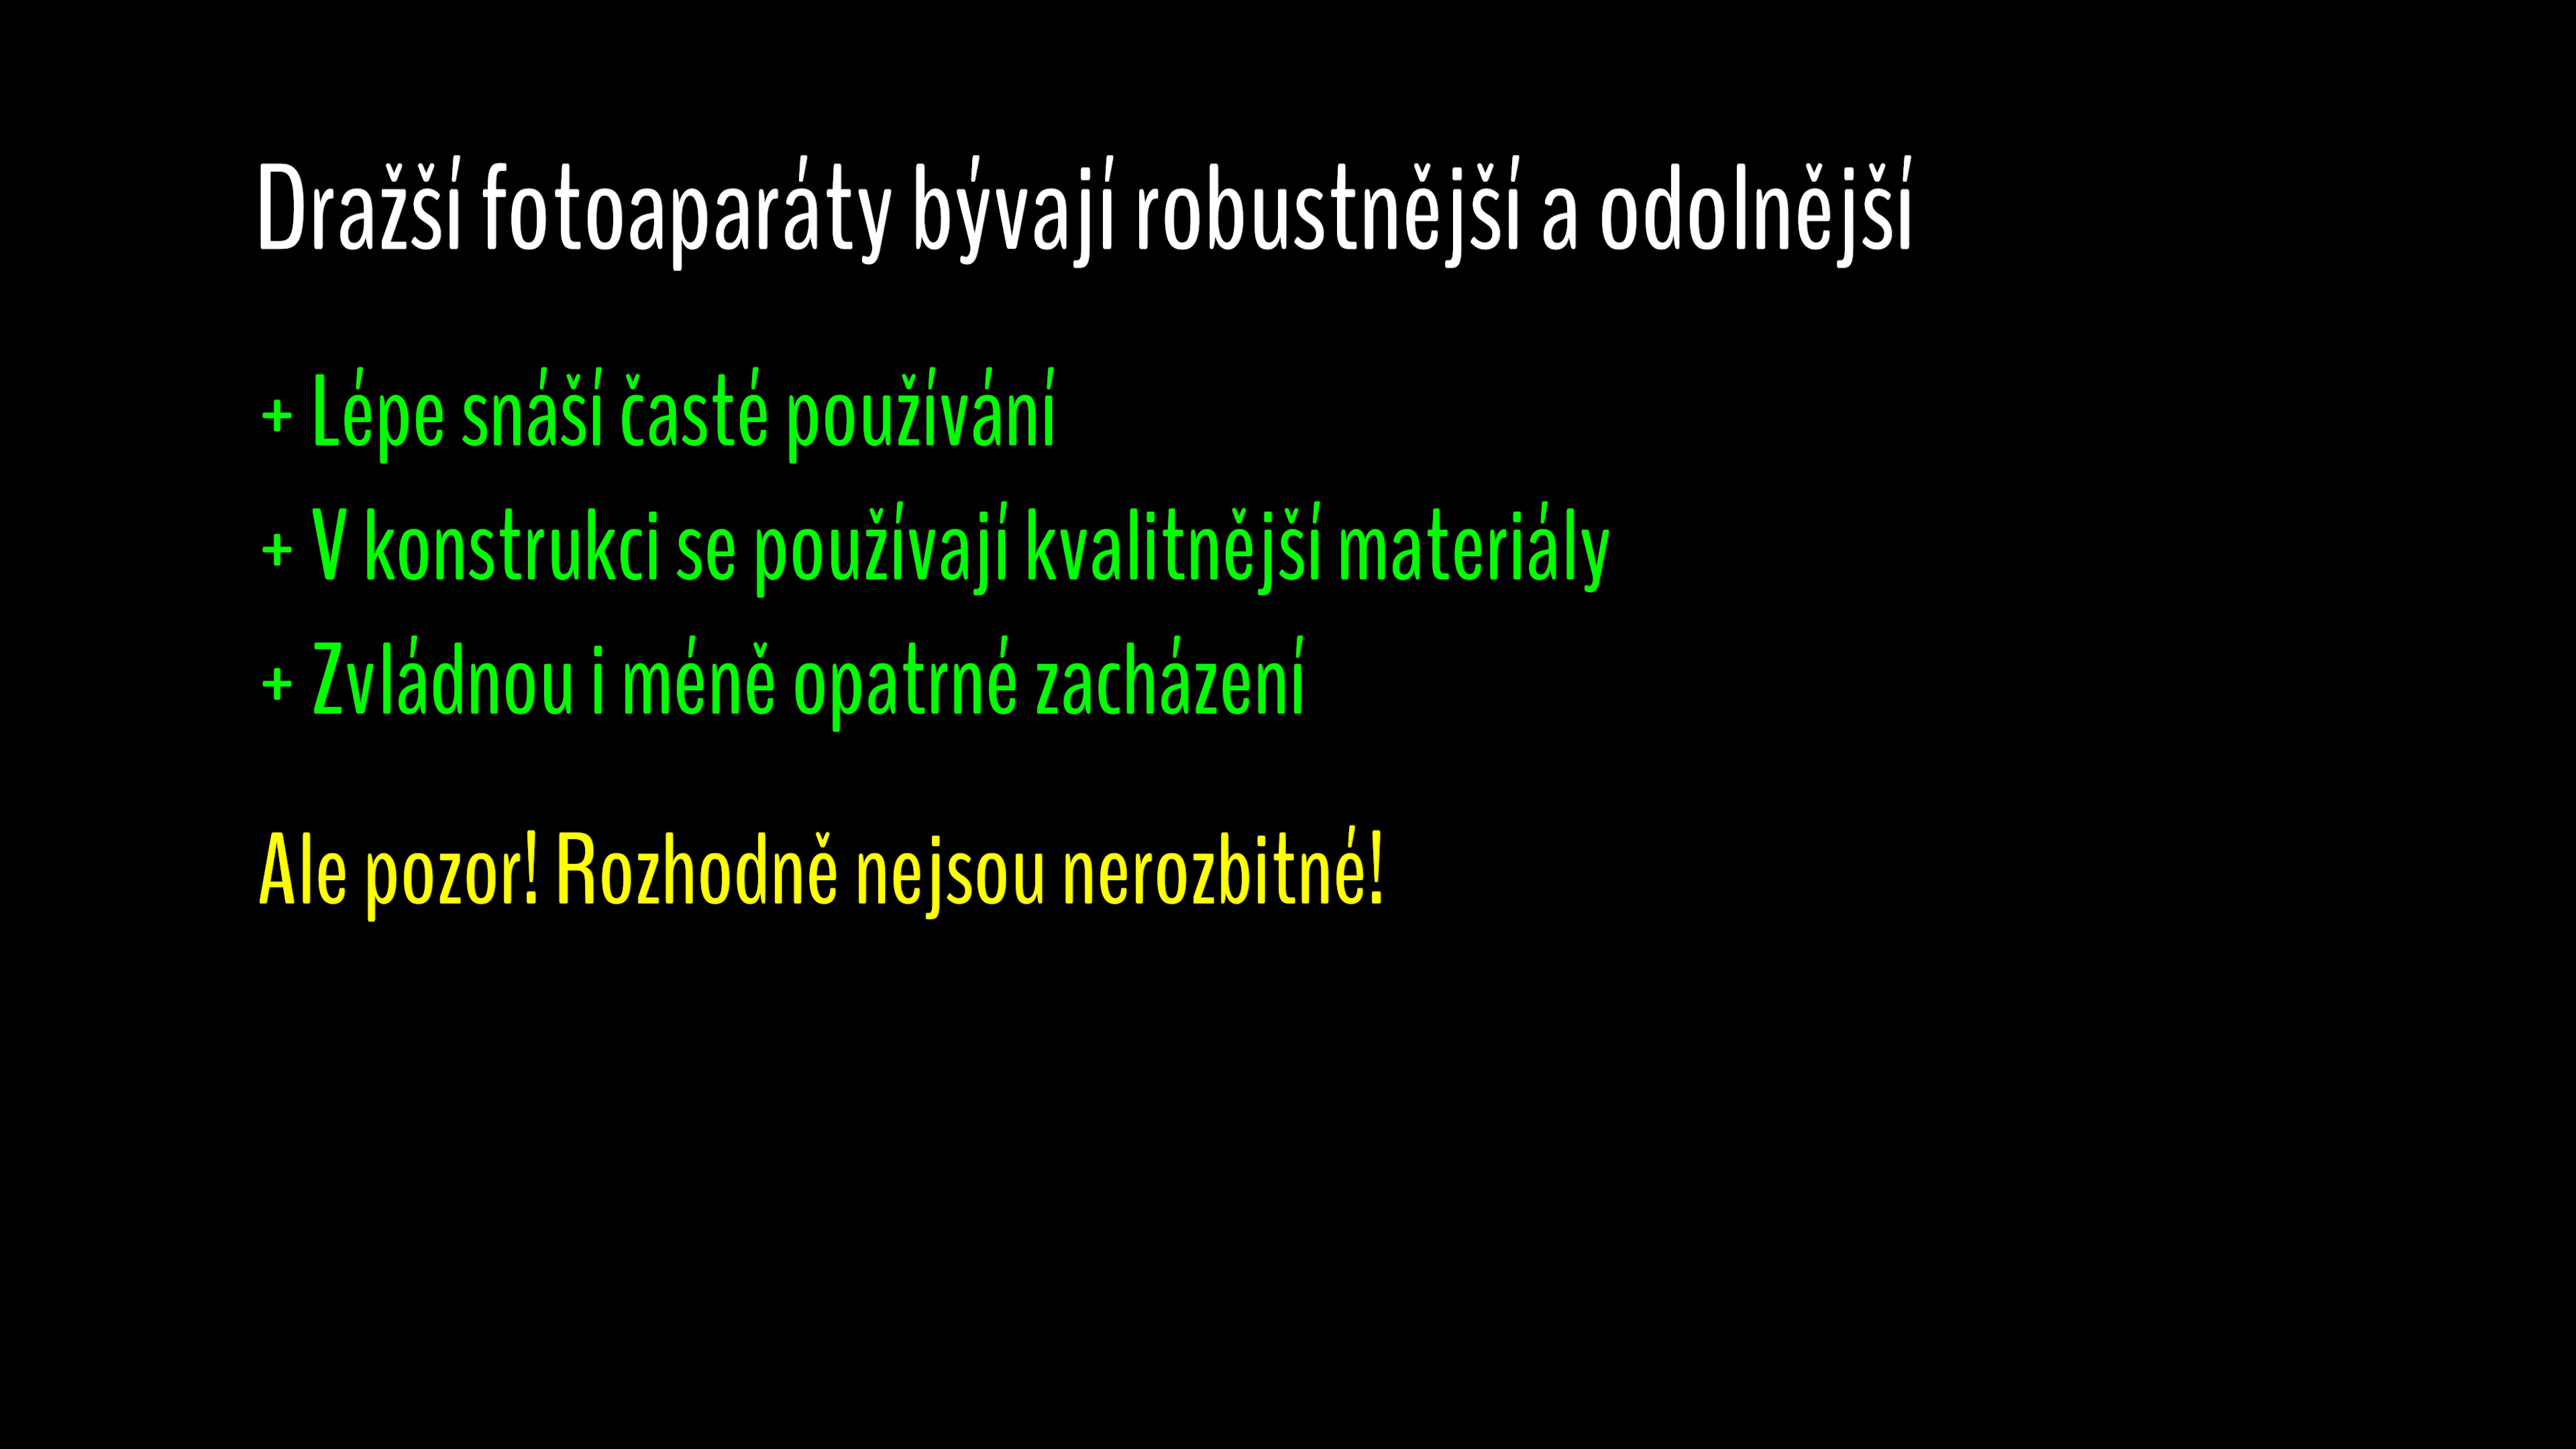 Dražší fotoaparáty bývají robustnější a odolnější
+ Lépe snáší časté používání
+ V konstrukci se používají kvalitnější materiály
+ Zvládnou i méně opatrné zacházení
Ale pozor! Rozhodně nejsou nerozbitné!